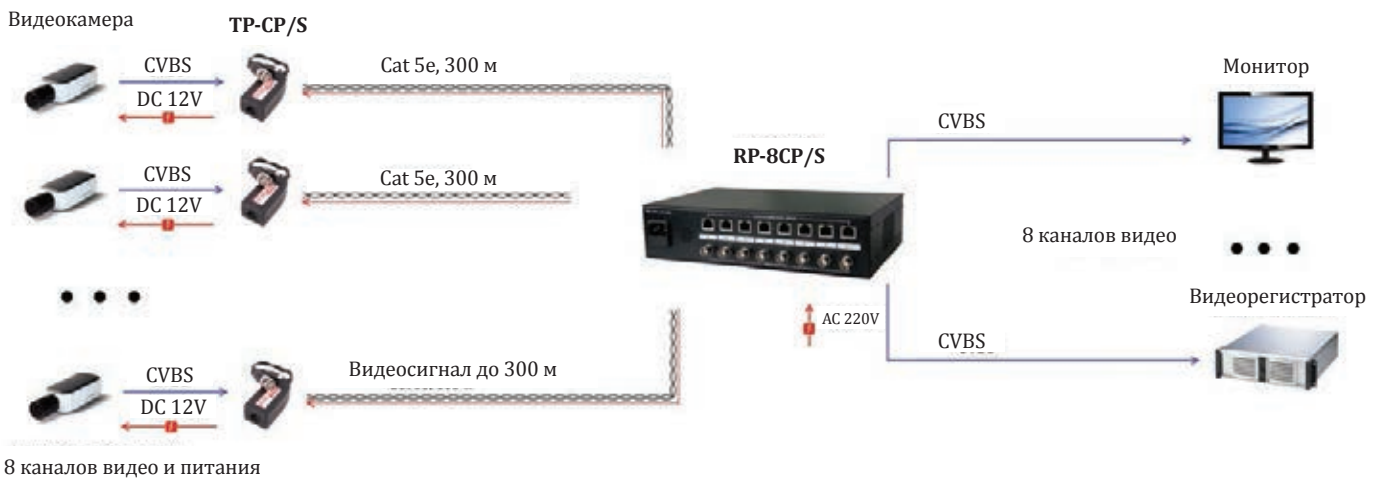 Видеокамера
TP-CP/S
CVBS
DC 12V
Cat 5e, 300 м
CVBS
DC 12V
Cat 5e, 300 м
CVBS
DC 12V
Видеосигнал до 300 м
8 каналов видео и питания
RP-8CP/S
AC 220V
CVBS
Монитор
8 каналов видео
Видеорегистратор
CVBS